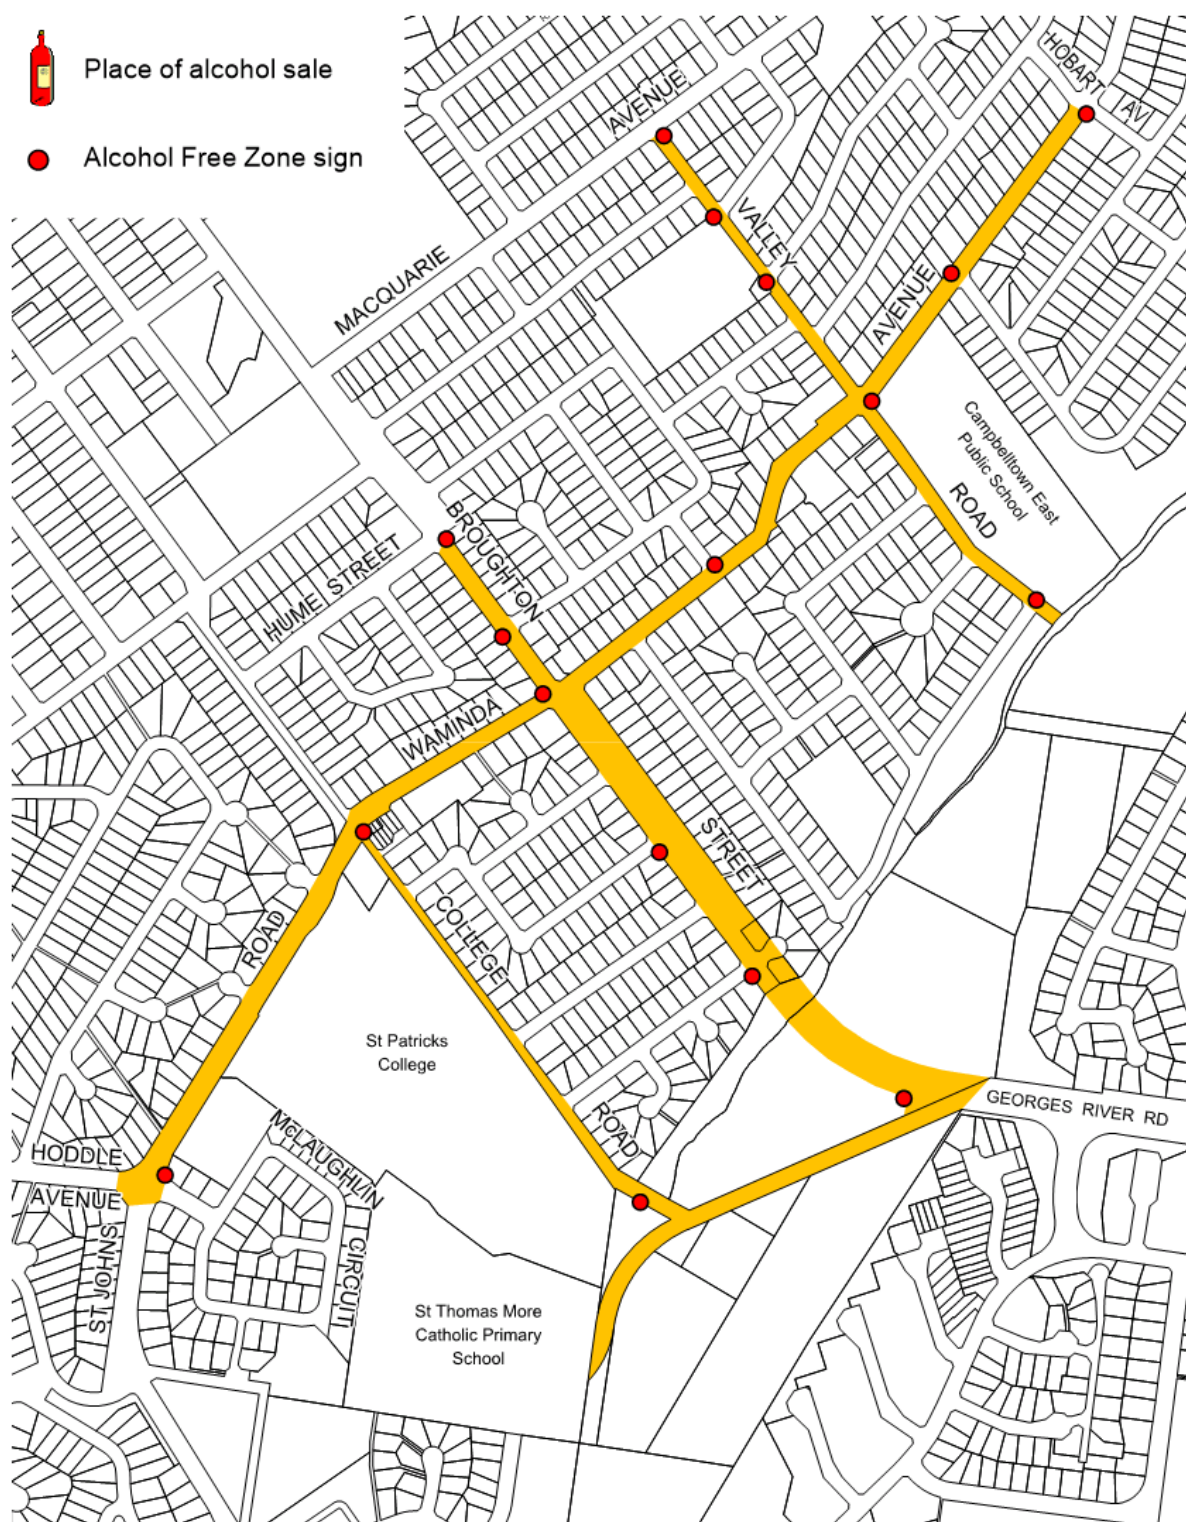 Place of alcohol sale
Alcohol Free Zone sign
HOBART AV
AVENUE
MACQUARIE
VALLEY
AVENUE
Campbelltown East
Public School
ROAD
BROUGHTON
HUME STREET
WAMINDA
STREET
ROAD
COLLEGE
St Patricks
College
ROAD
GEORGES RIVER RD
HODDLE
AVENUE
McLAUGHLIN
CIRCUIT
ST JOHNS
St Thomas More
Catholic Primary
School